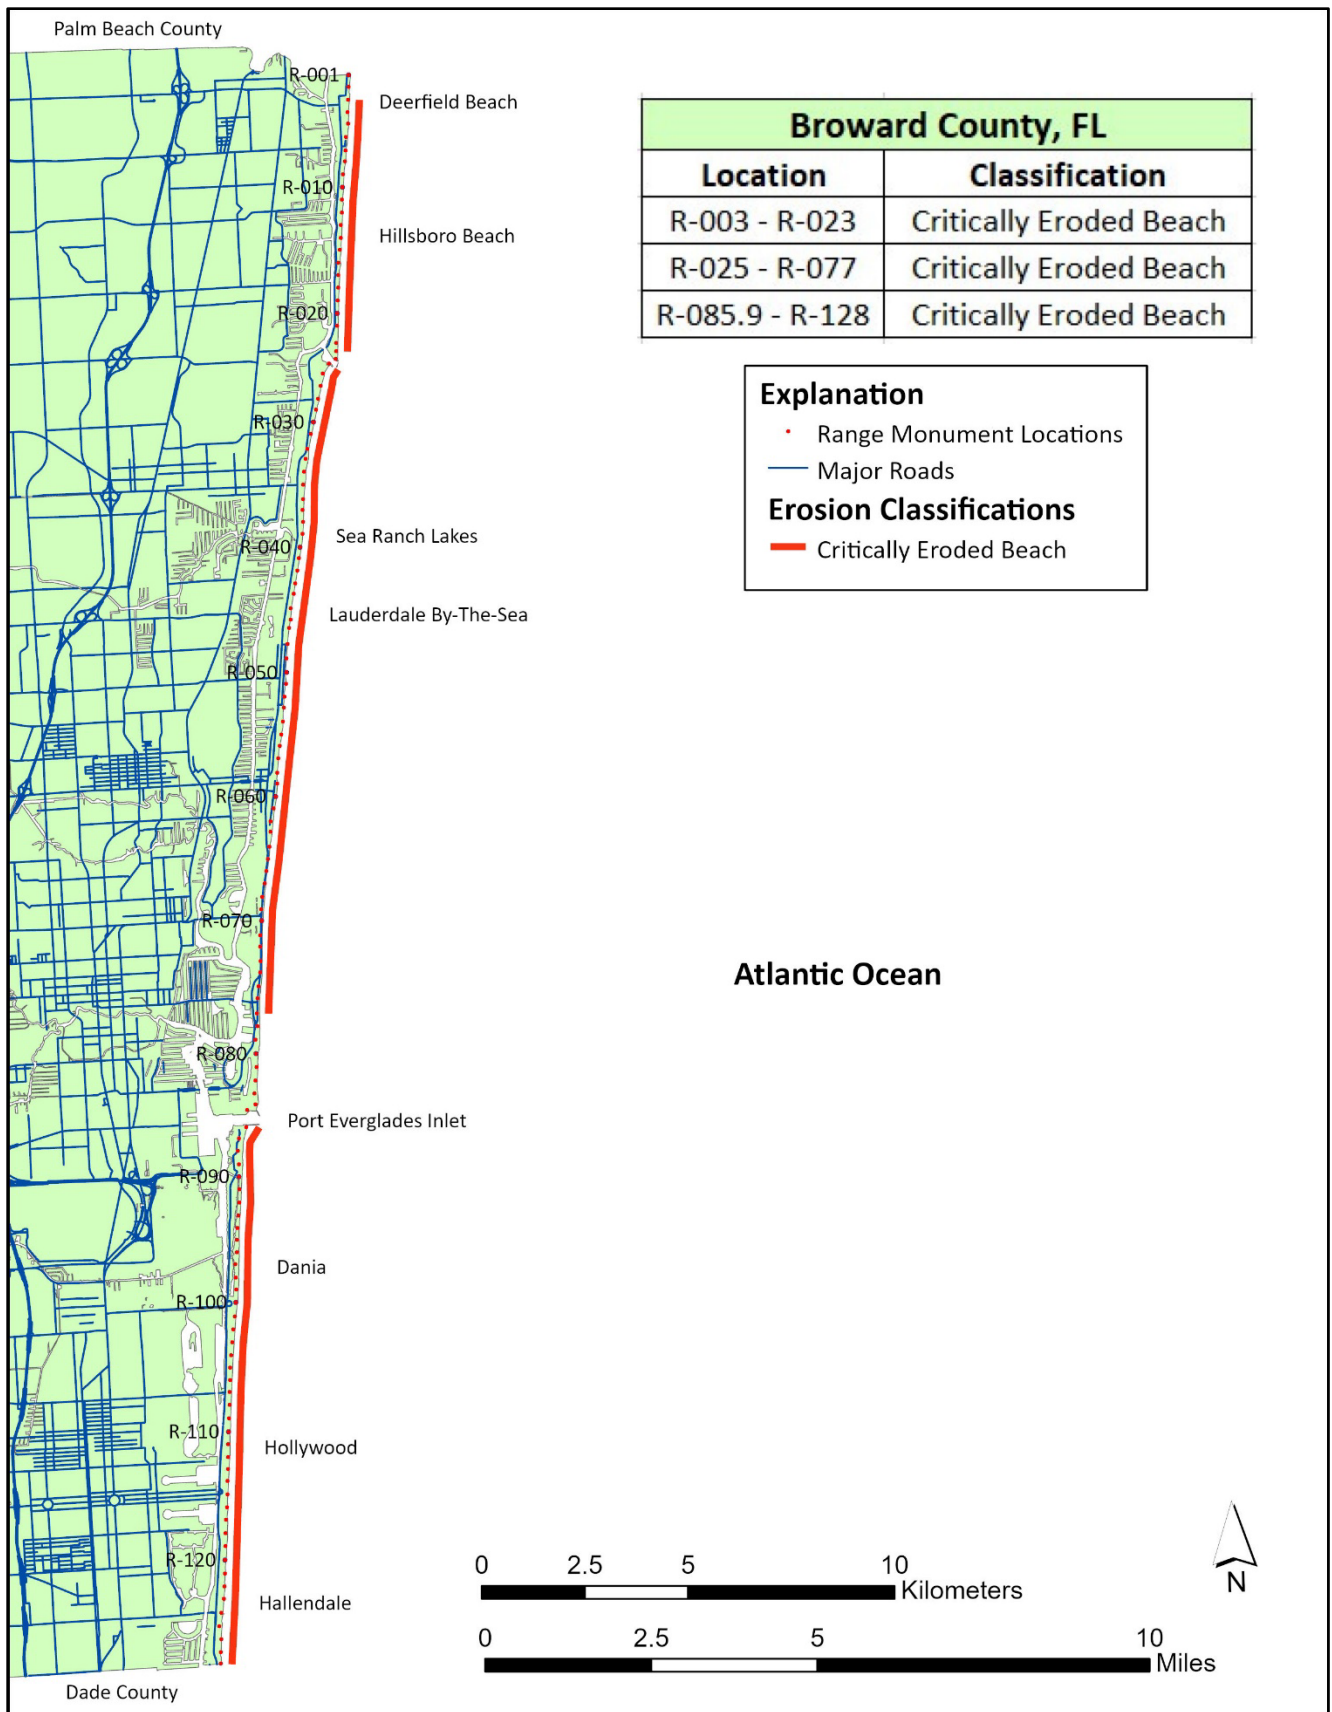 Palm Beach County
R-001
Deerfield Beach
Broward County, FL
Location Classification
R-003 - R-023 Critically Eroded Beach
R-025 - R-077 Critically Eroded Beach
R-085.9 - R-128 Critically Eroded Beach
R-010
Hillsboro Beach
R-020
Explanation
Range Monument Locations
Major Roads
Erosion Classifications
Critically Eroded Beach
R-030
Sea Ranch Lakes
R-040
Lauderdale By-The-Sea
R-050
R-060
R-070
Atlantic Ocean
R-080
Port Everglades Inlet
R-090
Dania
R-100
R-110
Hollywood
R-120
Hallendale
0 2.5 5 10
Kilometers
0 2.5 5 10
Miles
N
Dade County